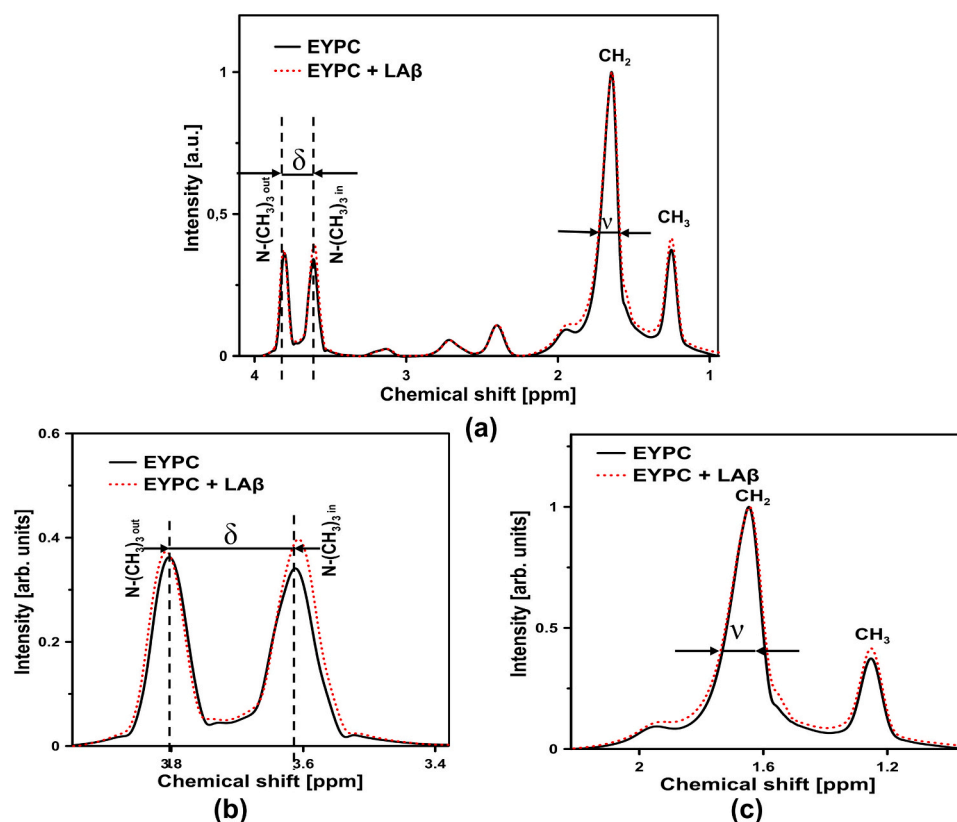 EYPC
EYPC + LAβ
CH₂
CH₃
δ
ν
N-(CH₃)₃ out
N-(CH₃)₃ in
Intensity [a.u.]
1
0,5
0
4
3
2
1
Chemical shift [ppm]
(a)
EYPC
EYPC + LAβ
δ
N-(CH₃)₃ out
N-(CH₃)₃ in
Intensity [arb. units]
0.6
0.4
0.2
0
3.8
3.6
3.4
Chemical shift [ppm]
(b)
EYPC
EYPC + LAβ
CH₂
ν
CH₃
Intensity [arb. units]
1
0.5
0
2
1.6
1.2
Chemical shift [ppm]
(c)